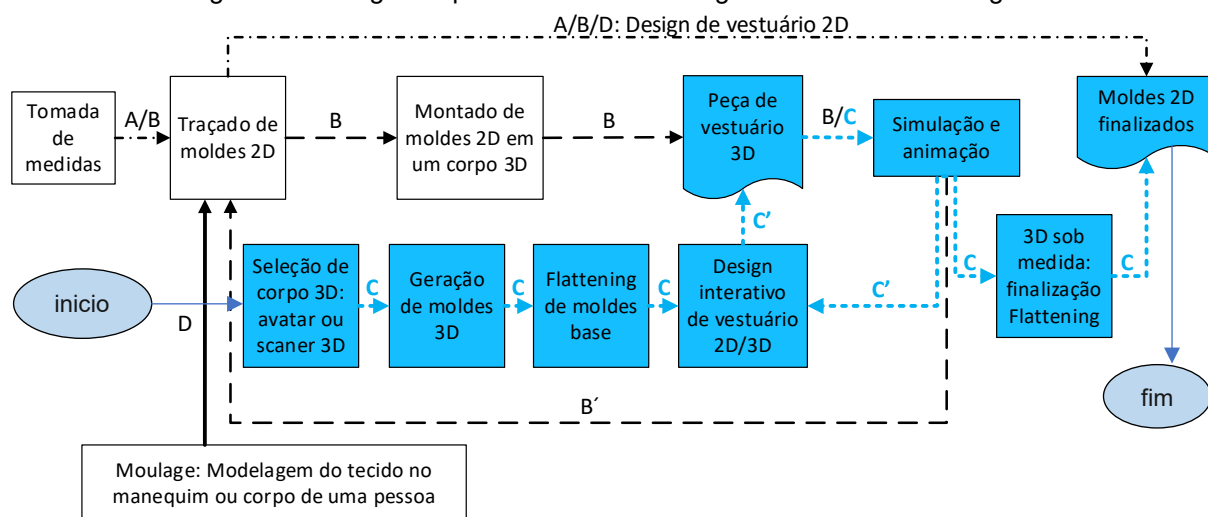 A/B/D: Design de vestuário 2D
Tomada
de
medidas
A/B
Traçado de
moldes 2D
B
Montado de
moldes 2D em
um corpo 3D
B
Peça de
vestuário
3D
B/C
Simulação e
animação
Moldes 2D
finalizados
C'
inicio
D
Seleção de
corpo 3D:
avatar ou
scaner 3D
C
Geração
de moldes
3D
C
Flattening
de moldes
base
C
Design
interativo
de vestuário
2D/3D
C'
C
3D sob
medida:
finalização
Flattening
C
fim
B´
Moulage: Modelagem do tecido no
manequim ou corpo de uma pessoa